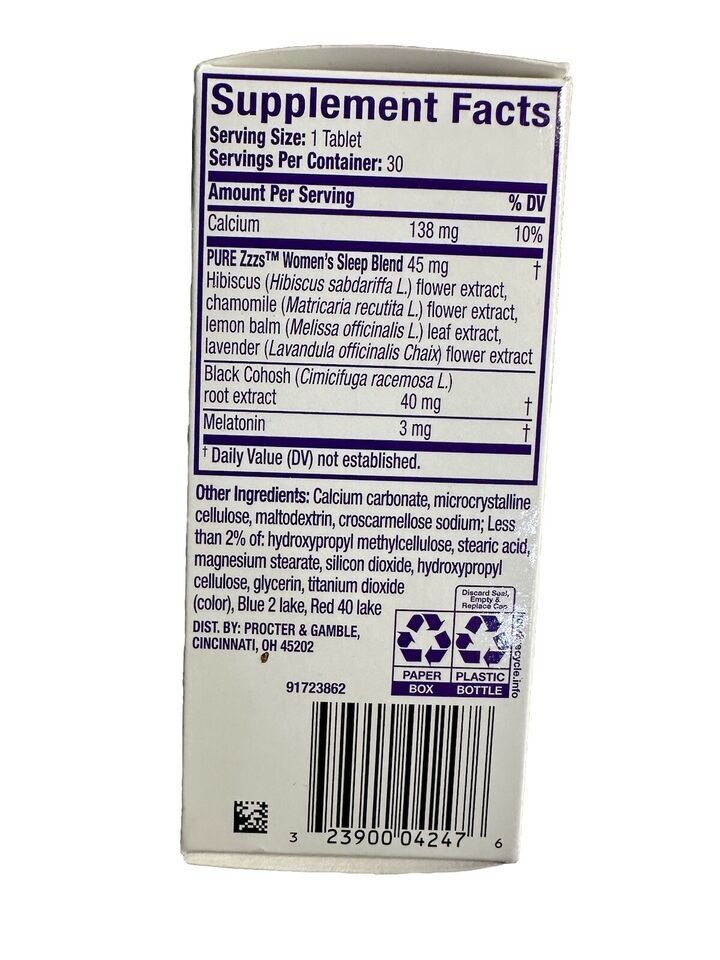 Supplement Facts
Serving Size: 1 Tablet
Servings Per Container: 30
Amount Per Serving % DV
Calcium 138 mg 10%
PURE Zzzs™ Women's Sleep Blend 45 mg †
Hibiscus (Hibiscus sabdariffa L.) flower extract,
chamomile (Matricaria recutita L.) flower extract,
lemon balm (Melissa officinalis L.) leaf extract,
lavender (Lavandula officinalis Chaix) flower extract
Black Cohosh (Cimicifuga racemosa L.)
root extract 40 mg †
Melatonin 3 mg †
† Daily Value (DV) not established.
Other Ingredients: Calcium carbonate, microcrystalline
cellulose, maltodextrin, croscarmellose sodium; Less
than 2% of: hydroxypropyl methylcellulose, stearic acid,
magnesium stearate, silicon dioxide, hydroxypropyl
cellulose, glycerin, titanium dioxide
(color), Blue 2 lake, Red 40 lake
DIST. BY: PROCTER & GAMBLE,
CINCINNATI, OH 45202
Discard Seal,
Empty &
Replace Cap
PAPER PLASTIC
BOX BOTTLE
91723862
3 23900 04247 6